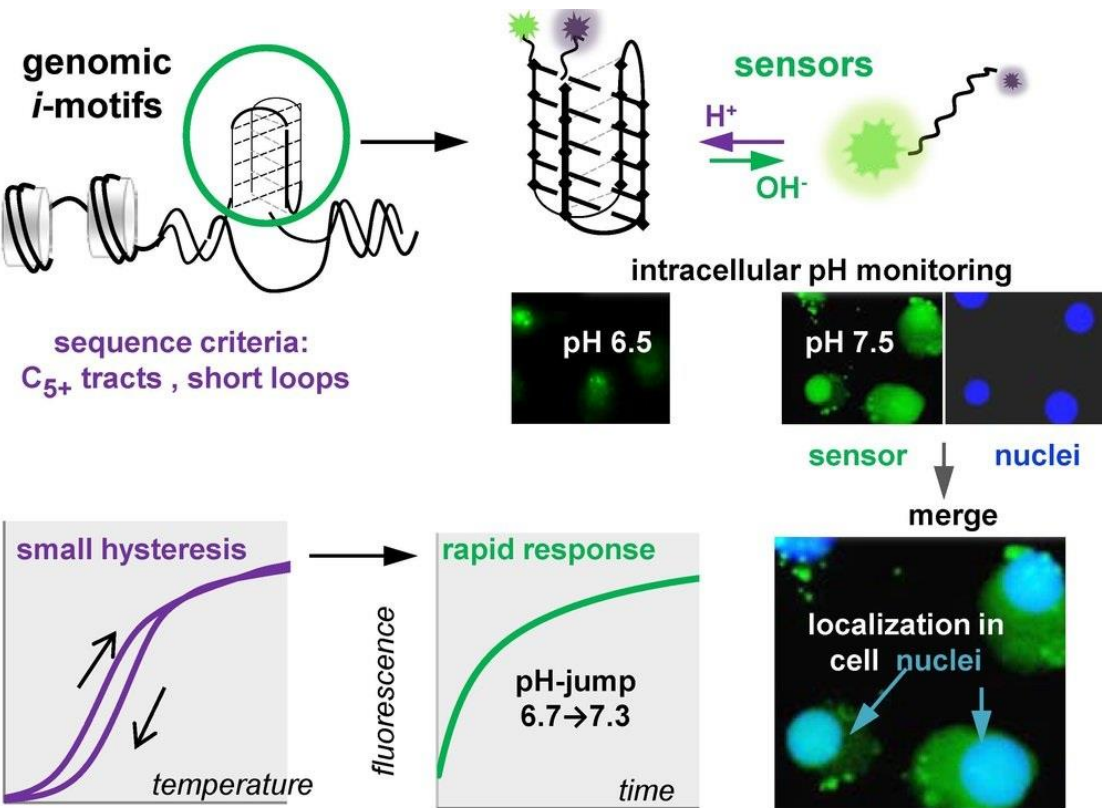 genomic
i-motifs
sensors
H⁺
OH⁻
sequence criteria:
C₅₊ tracts , short loops
intracellular pH monitoring
pH 6.5
pH 7.5
sensor
nuclei
merge
localization in
cell nuclei
small hysteresis
temperature
rapid response
fluorescence
pH-jump
6.7→7.3
time